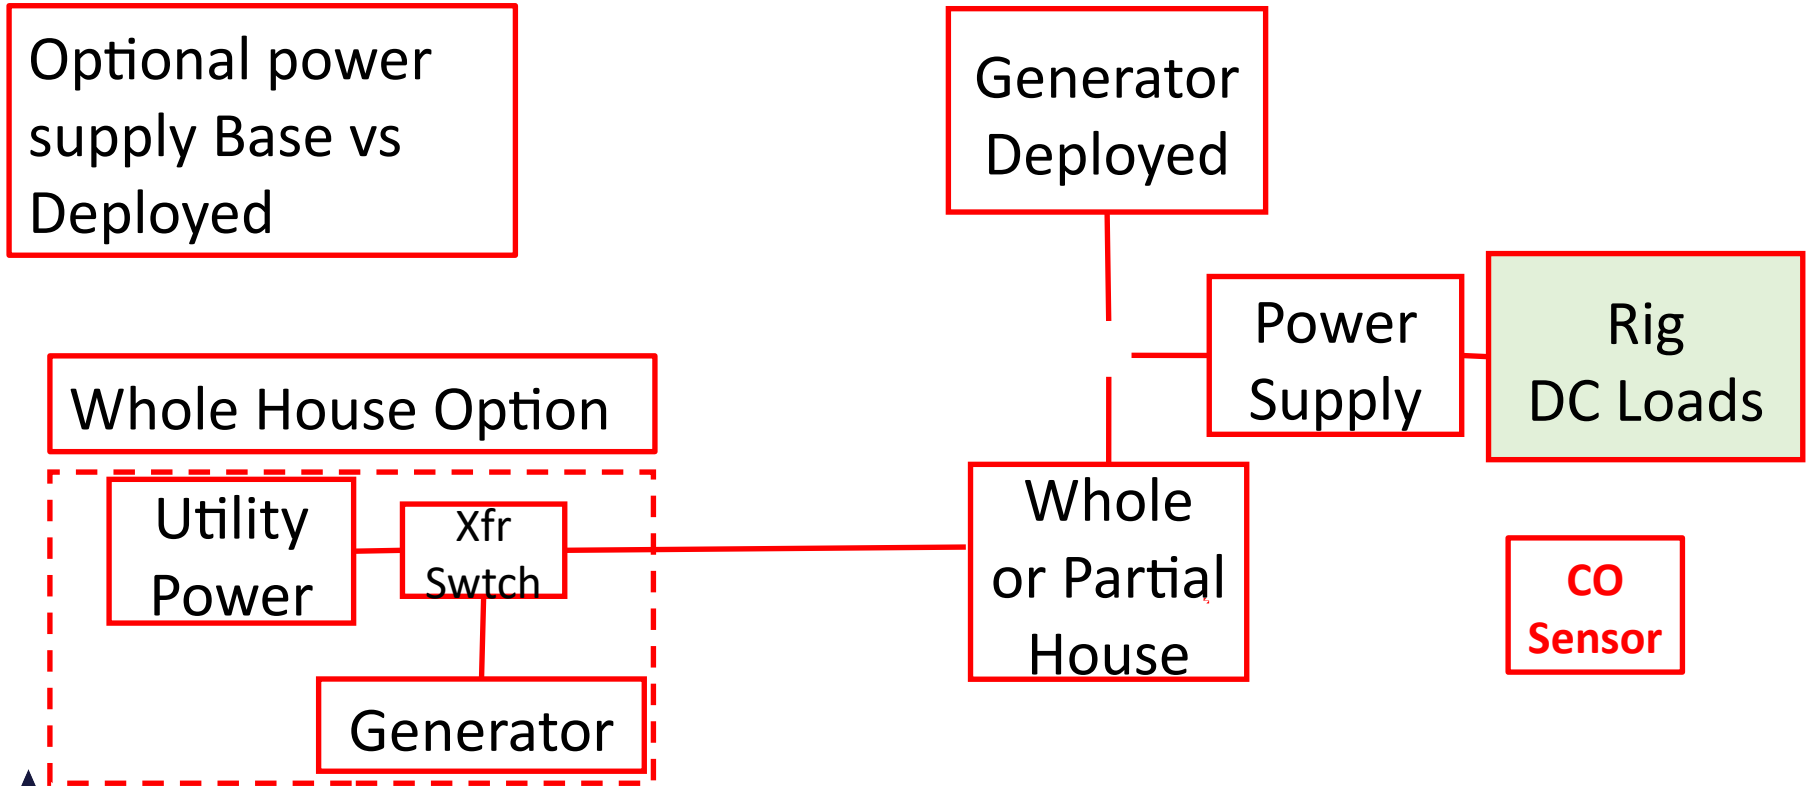 Optional power
supply Base vs
Deployed
Generator
Deployed
Power
Supply
Rig
DC Loads
Whole House Option
Utility
Power
Xfr
Swtch
Generator
Whole
or Partial
House
CO
Sensor